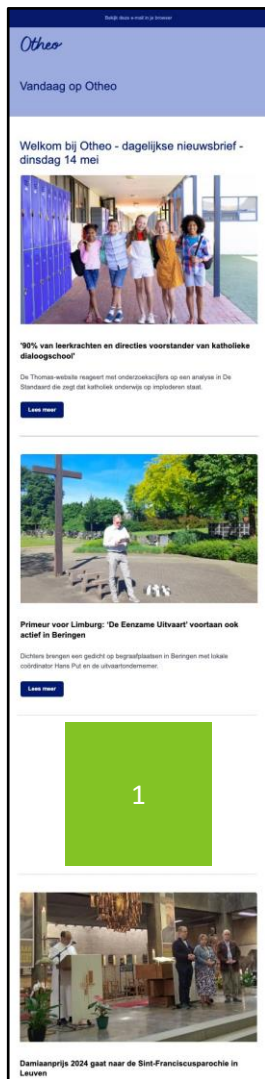 Bekijk deze e-mail in je browser
Otheo
Vandaag op Otheo
Welkom bij Otheo - dagelijkse nieuwsbrief -
dinsdag 14 mei
'90% van leerkrachten en directies voorstander van katholieke
dialoogschool'
De Thomas-website reageert met onderzoekscijfers op een analyse in De
Standaard die zegt dat katholiek onderwijs op imploderen staat.
Lees meer
Primeur voor Limburg: 'De Eenzame Uitvaart' voortaan ook
actief in Beringen
Dichters brengen een gedicht op begraafplaatsen in Beringen met lokale
coördinator Hans Put en de uitvaartondernemer.
Lees meer
1
Damiaanprijs 2024 gaat naar de Sint-Franciscusparochie in
Leuven